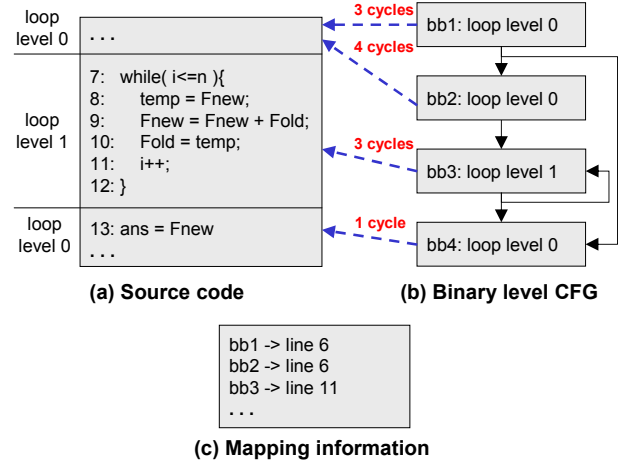 loop
level 0
. . .
loop
level 1
7: while( i<=n ){
8: temp = Fnew;
9: Fnew = Fnew + Fold;
10: Fold = temp;
11: i++;
12: }
loop
level 0
13: ans = Fnew
. . .
(a) Source code
3 cycles
4 cycles
3 cycles
1 cycle
bb1: loop level 0
bb2: loop level 0
bb3: loop level 1
bb4: loop level 0
(b) Binary level CFG
bb1 -> line 6
bb2 -> line 6
bb3 -> line 11
. . .
(c) Mapping information